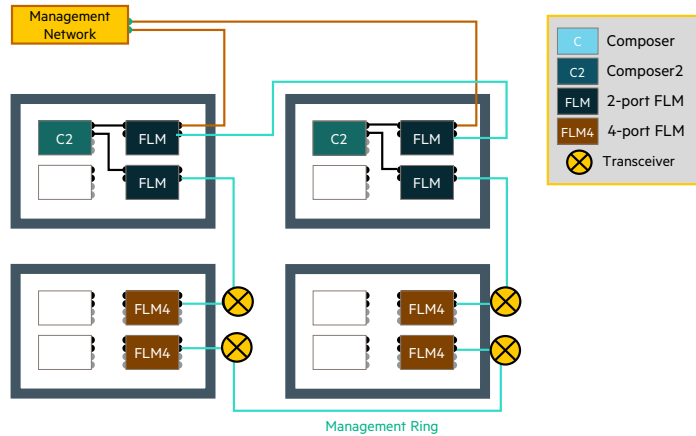 Management
Network
C Composer
C2 Composer2
FLM 2-port FLM
FLM4 4-port FLM
Transceiver
C2 FLM
FLM
C2 FLM
FLM
FLM4
FLM4
FLM4
FLM4
Management Ring